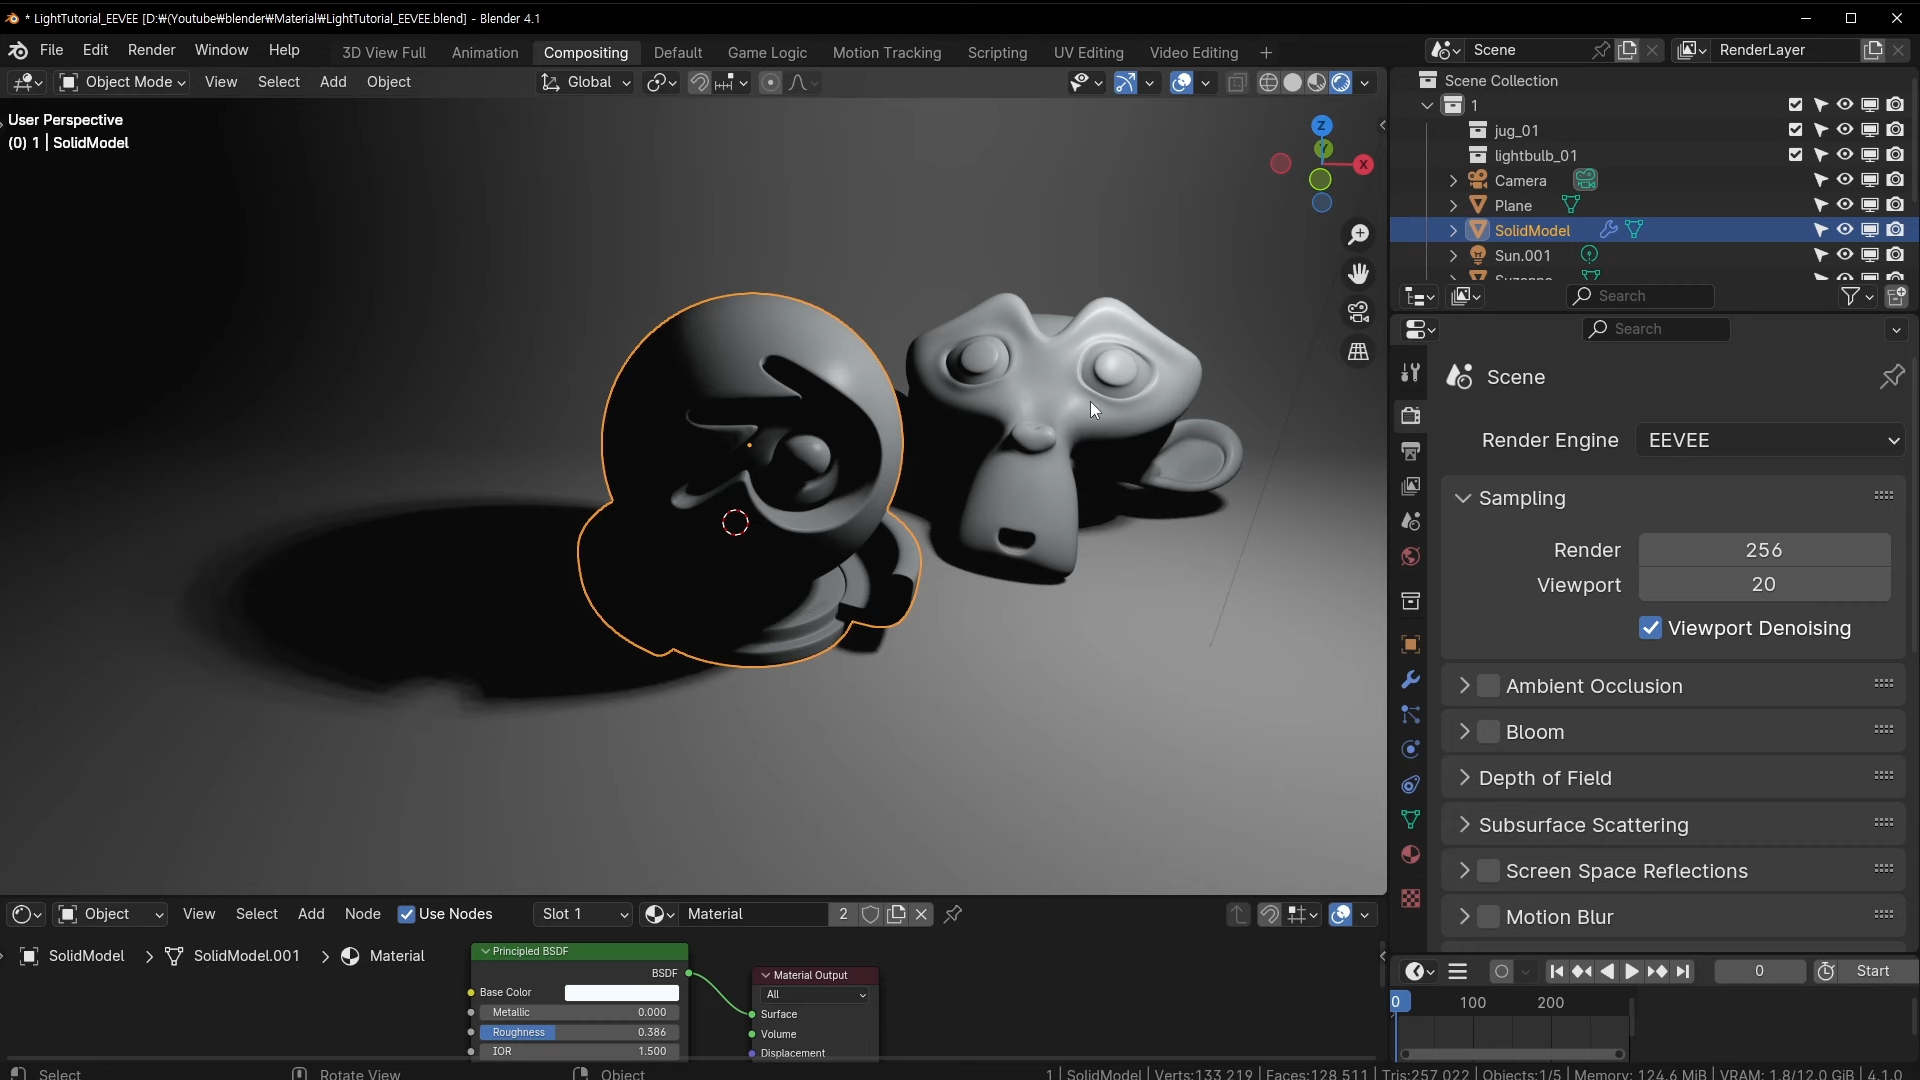 * LightTutorial_EEVEE [D:₩(Youtube₩blender₩Material₩LightTutorial_EEVEE.blend] - Blender 4.1
File Edit Render Window Help 3D View Full Animation Compositing Default Game Logic Motion Tracking Scripting UV Editing Video Editing + Scene RenderLayer
Object Mode View Select Add Object Global
User Perspective
(0) 1 | SolidModel
Z
Y
X
Scene Collection
1
jug_01
lightbulb_01
Camera
Plane
SolidModel
Sun.001
Suzanne
Search
Search
Scene
Render Engine EEVEE
Sampling
Render 256
Viewport 20
Viewport Denoising
Ambient Occlusion
Bloom
Depth of Field
Subsurface Scattering
Screen Space Reflections
Motion Blur
Object View Select Add Node Use Nodes Slot 1 Material 2
SolidModel > SolidModel.001 > Material
Principled BSDF
BSDF
Base Color
Metallic 0.000
Roughness 0.386
IOR 1.500
Material Output
All
Surface
Volume
Displacement
0 Start
0 100 200
Select Rotate View Object 1 | SolidModel | Verts:133,219 | Faces:128,511 | Tris:257,022 | Objects:1/5 | Memory: 124.6 MiB | VRAM: 1.8/12.0 GiB | 4.1.0